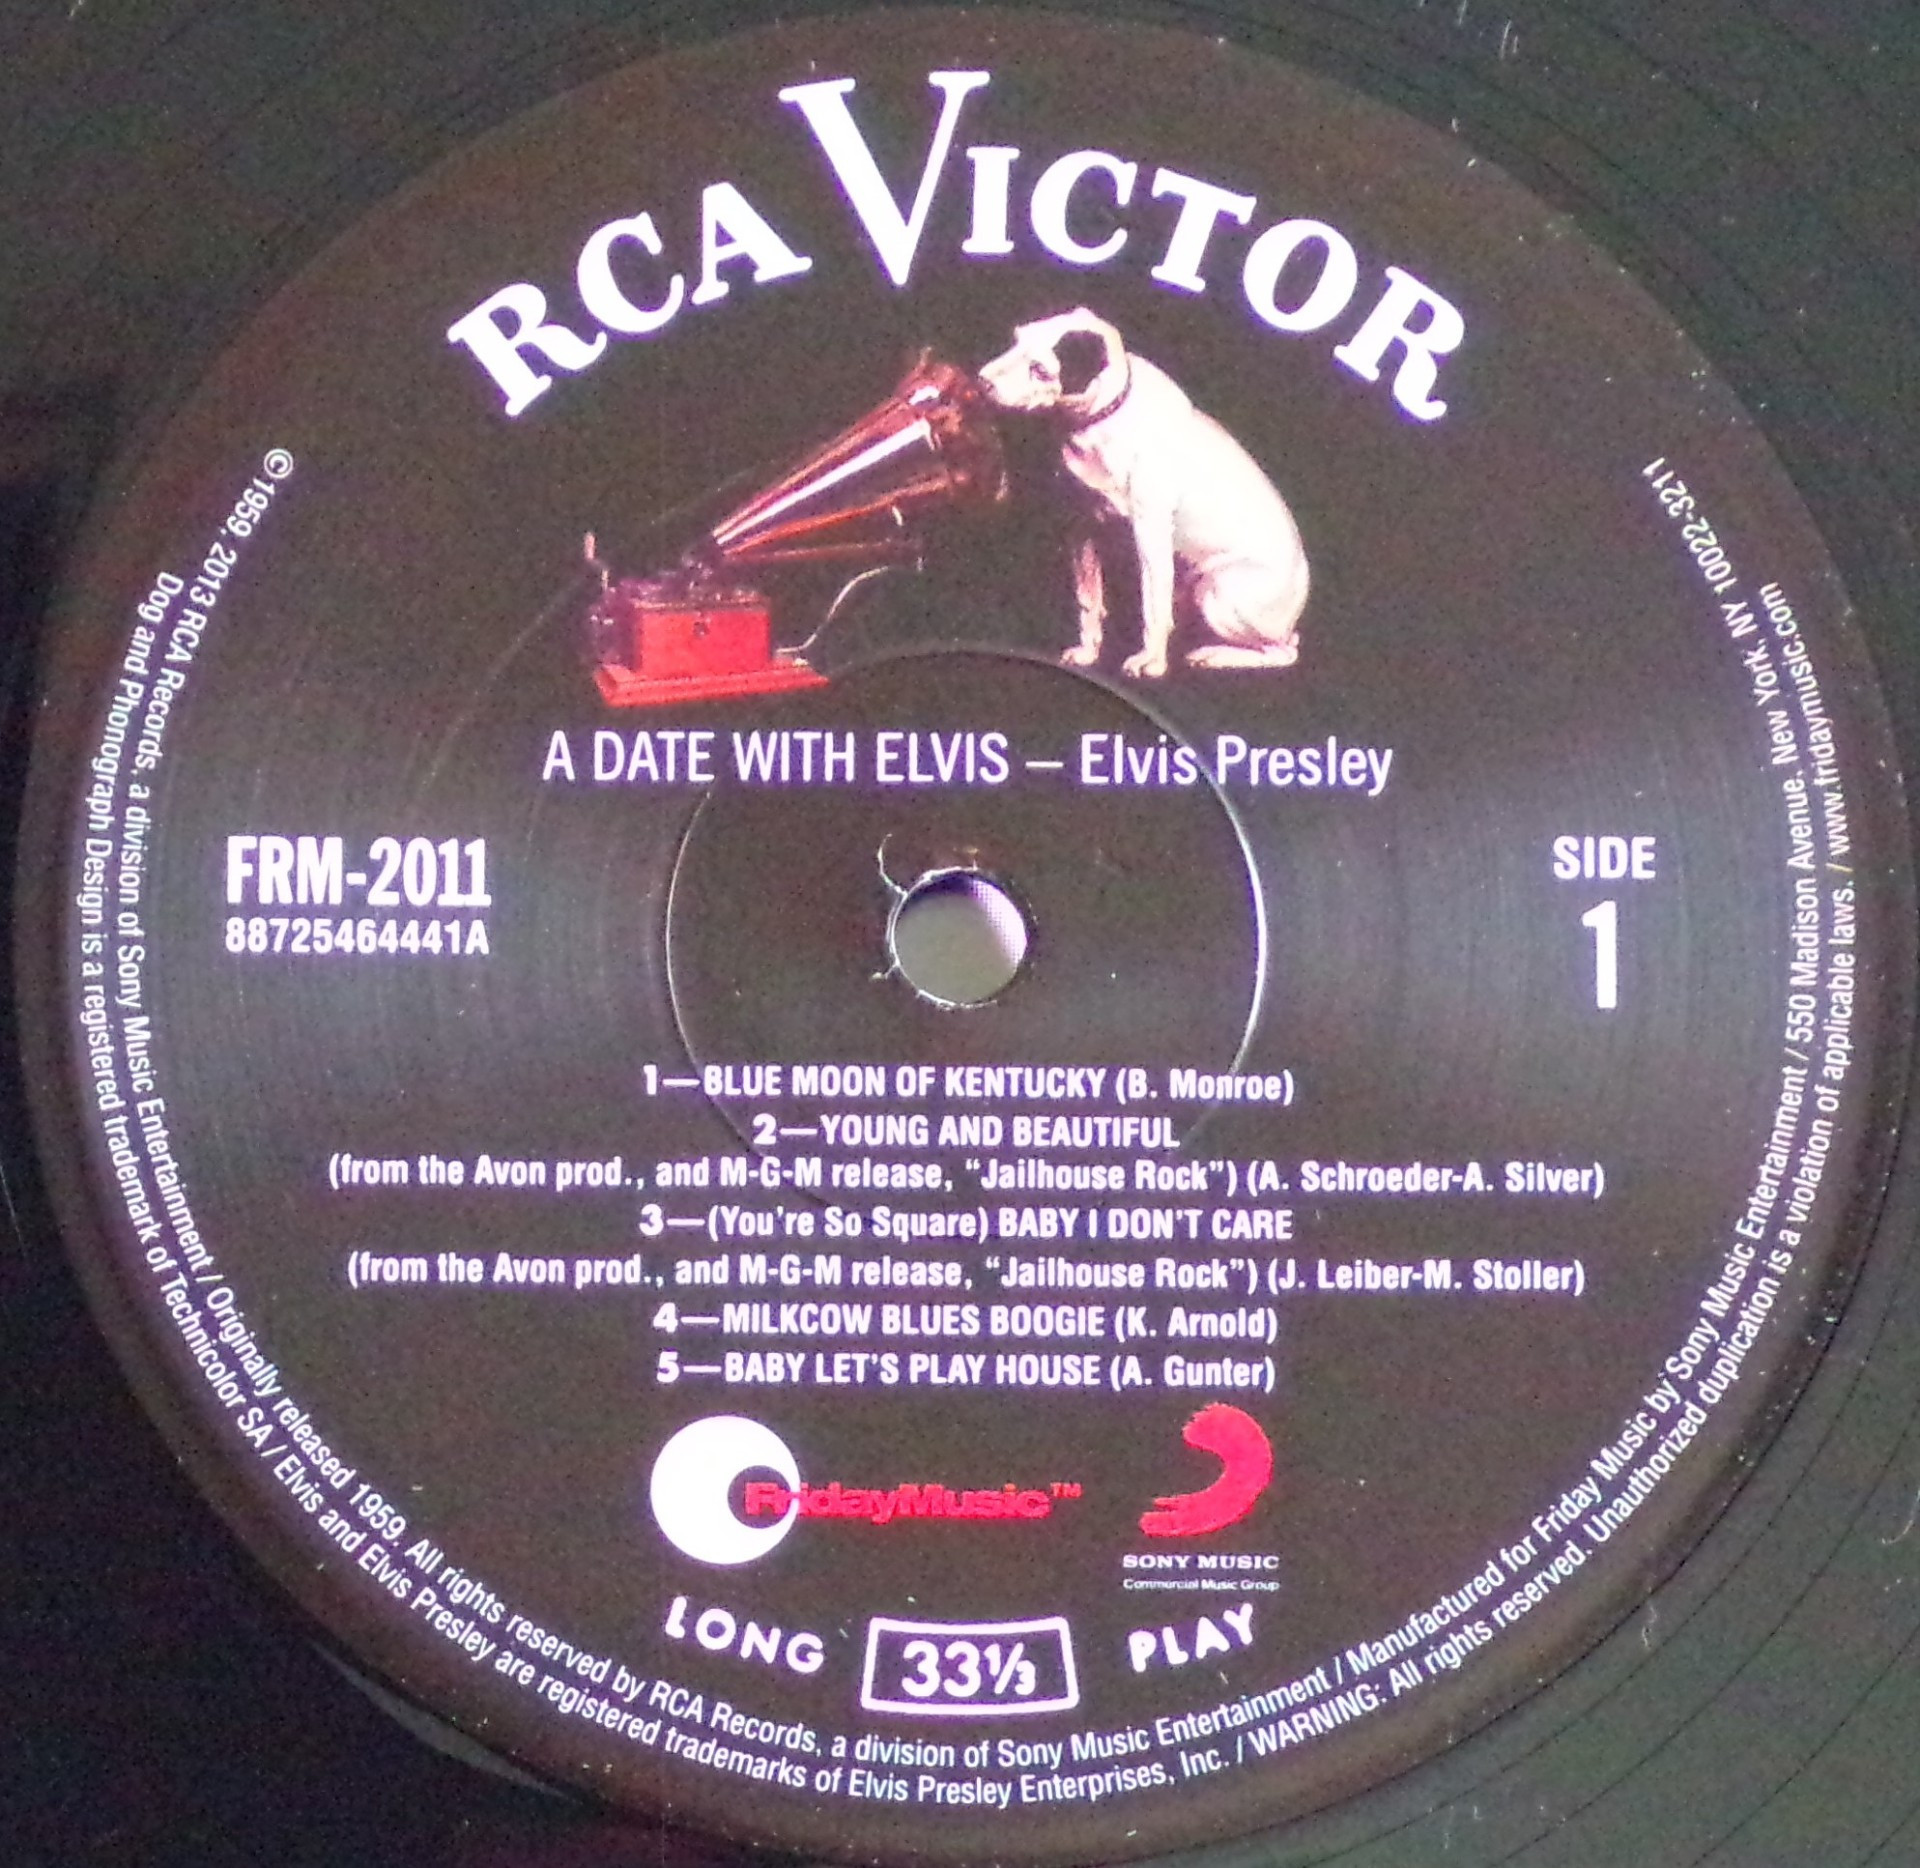 RCA VICTOR
A DATE WITH ELVIS – Elvis Presley
FRM-2011
88725464441A
SIDE
1
1—BLUE MOON OF KENTUCKY (B. Monroe)
2—YOUNG AND BEAUTIFUL
(from the Avon prod., and M-G-M release, “Jailhouse Rock”) (A. Schroeder-A. Silver)
3—(You're So Square) BABY I DON'T CARE
(from the Avon prod., and M-G-M release, “Jailhouse Rock”) (J. Leiber-M. Stoller)
4—MILKCOW BLUES BOOGIE (K. Arnold)
5—BABY LET'S PLAY HOUSE (A. Gunter)
FridayMusic™
SONY MUSIC
Commercial Music Group
LONG 33⅓ PLAY
©1959, 2013 RCA Records, a division of Sony Music Entertainment / Originally released 1959. All rights reserved by RCA Records, a division of Sony Music Entertainment / Manufactured for Friday Music by Sony Music Entertainment / 550 Madison Avenue, New York, NY 10022-3211
Dog and Phonograph Design is a registered trademark of Technicolor SA / Elvis and Elvis Presley are registered trademarks of Elvis Presley Enterprises, Inc. / WARNING: All rights reserved. Unauthorized duplication is a violation of applicable laws. / www.fridaymusic.com